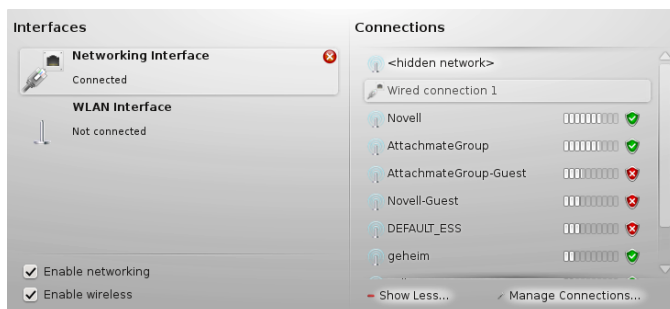 Interfaces
Networking Interface
Connected
WLAN Interface
Not connected
Enable networking
Enable wireless
Connections
<hidden network>
Wired connection 1
Novell
AttachmateGroup
AttachmateGroup-Guest
Novell-Guest
DEFAULT_ESS
geheim
Show Less...
Manage Connections...